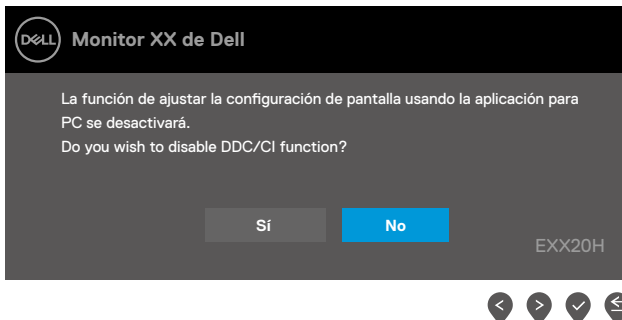 DELL
Monitor XX de Dell
La función de ajustar la configuración de pantalla usando la aplicación para
PC se desactivará.
Do you wish to disable DDC/CI function?
Sí
No
EXX20H